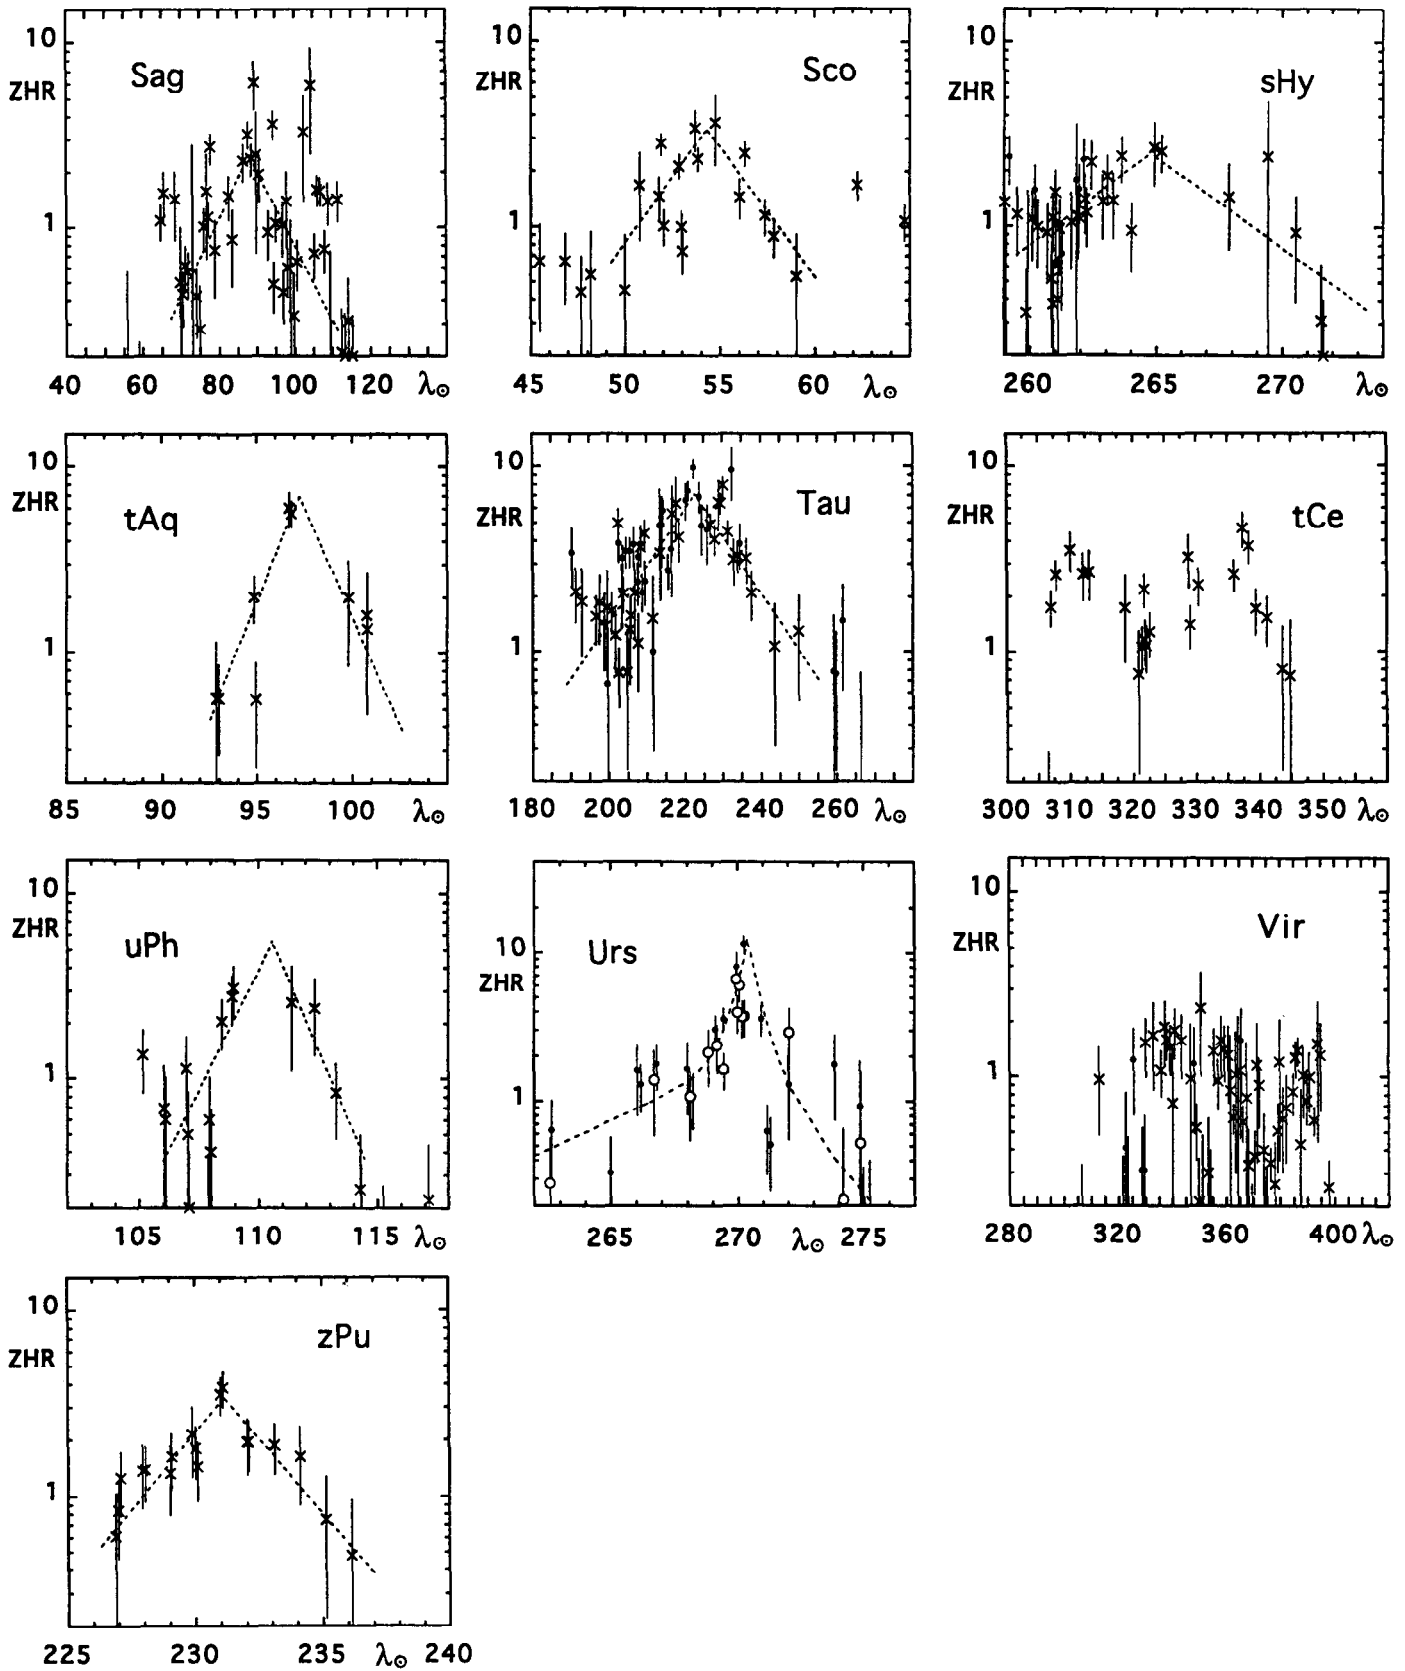 10
ZHR
Sag
1
40 60 80 100 120 λ⊙
10
ZHR
Sco
1
45 50 55 60 λ⊙
10
ZHR
sHy
1
260 265 270 λ⊙
10
ZHR
tAq
1
85 90 95 100 λ⊙
10
ZHR
Tau
1
180 200 220 240 260 λ⊙
10
ZHR
tCe
1
300 310 320 330 340 350 λ⊙
10
ZHR
uPh
1
105 110 115 λ⊙
10
ZHR
Urs
1
265 270 λ⊙ 275
10
ZHR
Vir
1
280 320 360 400 λ⊙
10
ZHR
zPu
1
225 230 235 λ⊙ 240